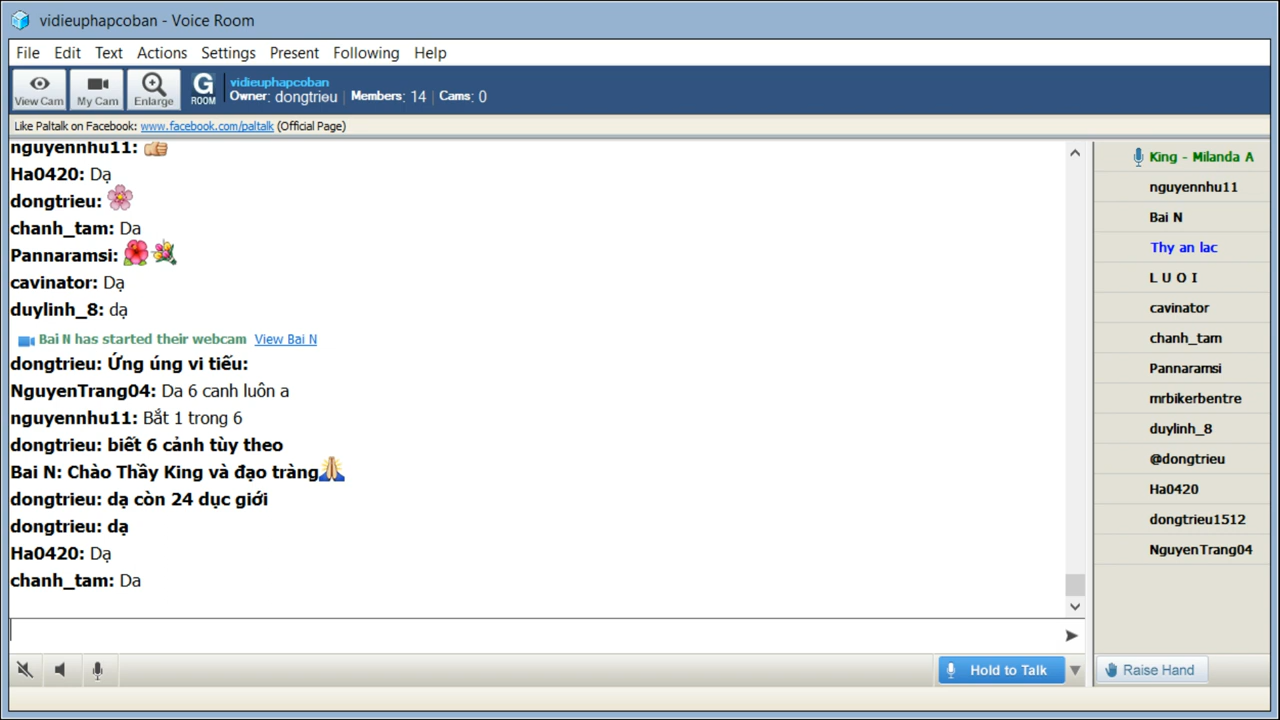 vidieuphapcoban - Voice Room
File Edit Text Actions Settings Present Following Help
View Cam My Cam Enlarge G ROOM
vidieuphapcoban
Owner: dongtrieu | Members: 14 | Cams: 0
Like Paltalk on Facebook: www.facebook.com/paltalk (Official Page)
nguyennhu11:
Ha0420: Dạ
dongtrieu:
chanh_tam: Da
Pannaramsi:
cavinator: Dạ
duylinh_8: dạ
Bai N has started their webcam View Bai N
dongtrieu: Ứng úng vi tiếu:
NguyenTrang04: Da 6 canh luôn a
nguyennhu11: Bắt 1 trong 6
dongtrieu: biết 6 cảnh tùy theo
Bai N: Chào Thầy King và đạo tràng
dongtrieu: dạ còn 24 dục giới
dongtrieu: dạ
Ha0420: Dạ
chanh_tam: Da
King - Milanda A
nguyennhu11
Bai N
Thy an lac
L U O I
cavinator
chanh_tam
Pannaramsi
mrbikerbentre
duylinh_8
@dongtrieu
Ha0420
dongtrieu1512
NguyenTrang04
Hold to Talk
Raise Hand